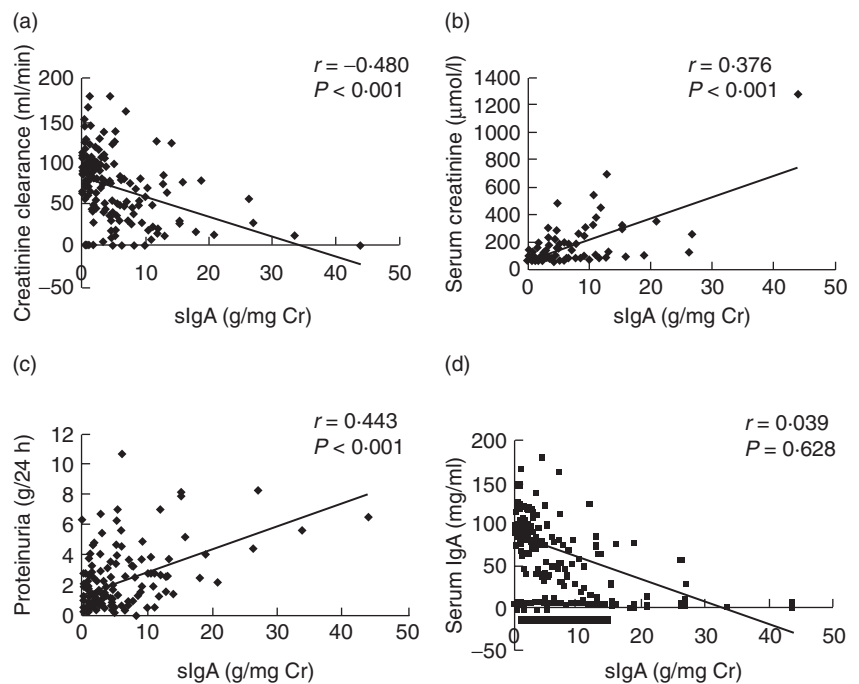 (a)
r = −0·480
P < 0·001
Creatinine clearance (ml/min)
200
150
100
50
0
−50
0
10
20
30
40
50
sIgA (g/mg Cr)
(b)
r = 0·376
P < 0·001
Serum creatinine (μmol/l)
1400
1200
1000
800
600
400
200
0
0
10
20
30
40
50
sIgA (g/mg Cr)
(c)
r = 0·443
P < 0·001
Proteinuria (g/24 h)
12
10
8
6
4
2
0
0
10
20
30
40
50
sIgA (g/mg Cr)
(d)
r = 0·039
P = 0·628
Serum IgA (mg/ml)
200
150
100
50
0
−50
0
10
20
30
40
50
sIgA (g/mg Cr)